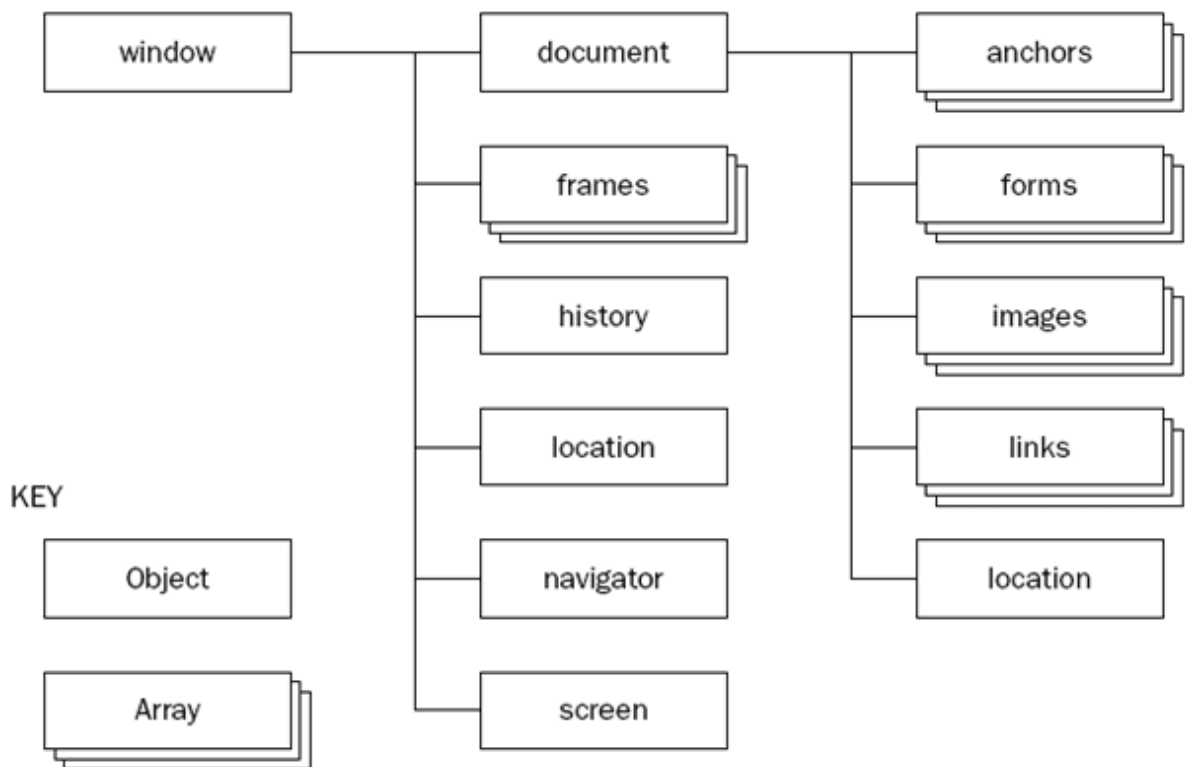 window
document
anchors
frames
forms
history
images
location
links
KEY
Object
navigator
location
Array
screen